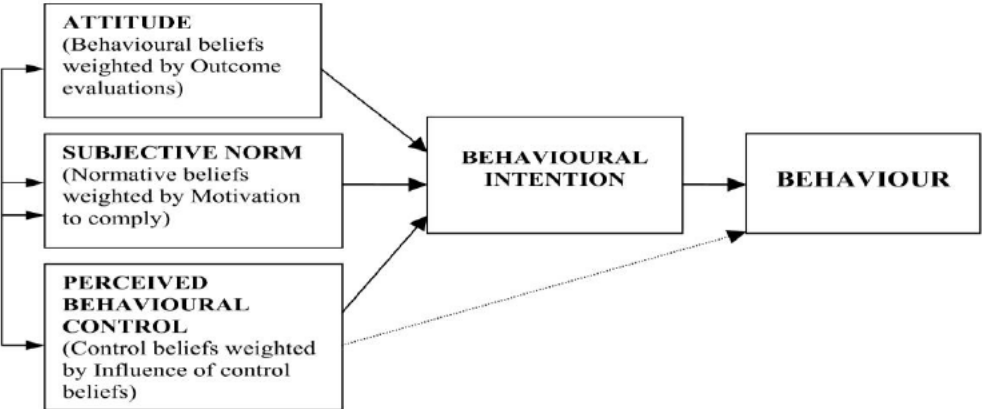 ATTITUDE
(Behavioural beliefs
weighted by Outcome
evaluations)
SUBJECTIVE NORM
(Normative beliefs
weighted by Motivation
to comply)
PERCEIVED
BEHAVIOURAL
CONTROL
(Control beliefs weighted
by Influence of control
beliefs)
BEHAVIOURAL
INTENTION
BEHAVIOUR